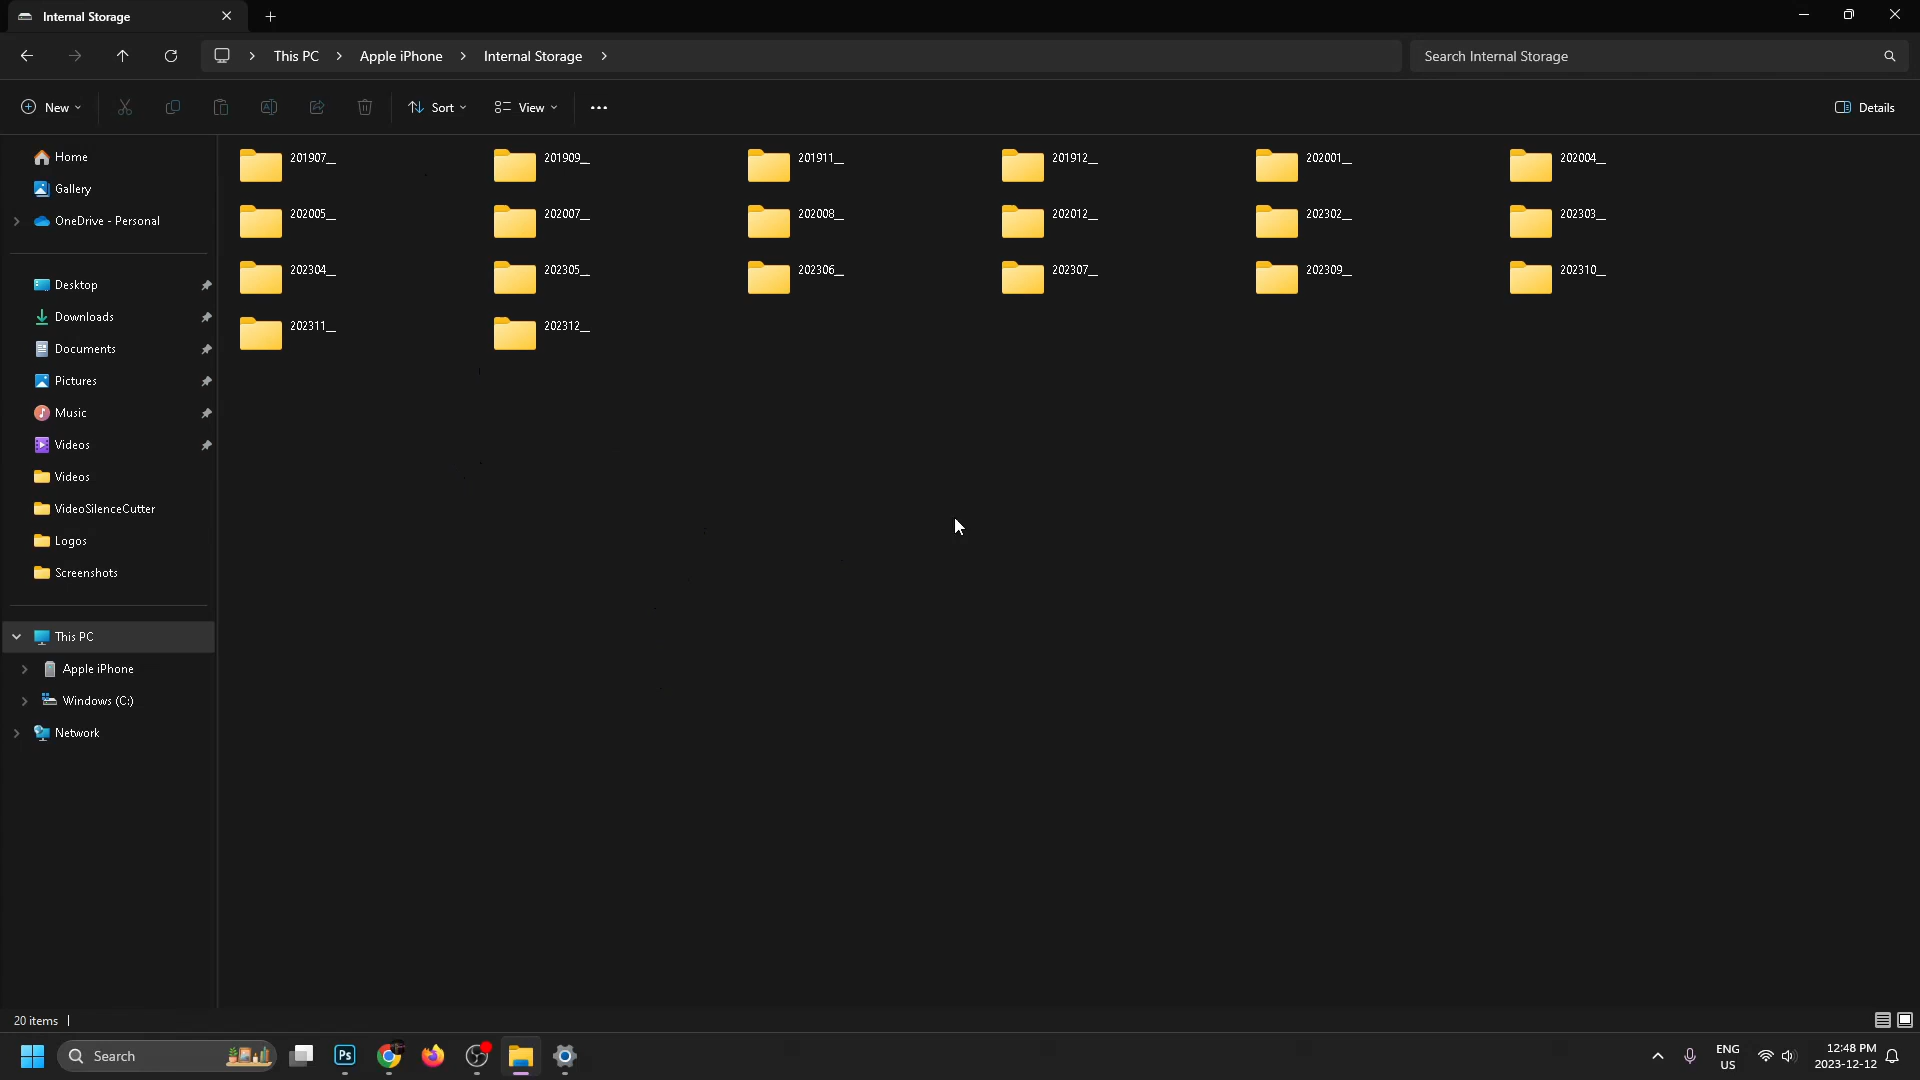 Internal Storage
This PC > Apple iPhone > Internal Storage >
Search Internal Storage
New
Sort
View
Details
Home
Gallery
OneDrive - Personal
Desktop
Downloads
Documents
Pictures
Music
Videos
Videos
VideoSilenceCutter
Logos
Screenshots
This PC
Apple iPhone
Windows (C:)
Network
201907__ 201909__ 201911__ 201912__ 202001__ 202004__
202005__ 202007__ 202008__ 202012__ 202302__ 202303__
202304__ 202305__ 202306__ 202307__ 202309__ 202310__
202311__ 202312__
20 items
Search
Ps
ENG
US
12:48 PM
2023-12-12